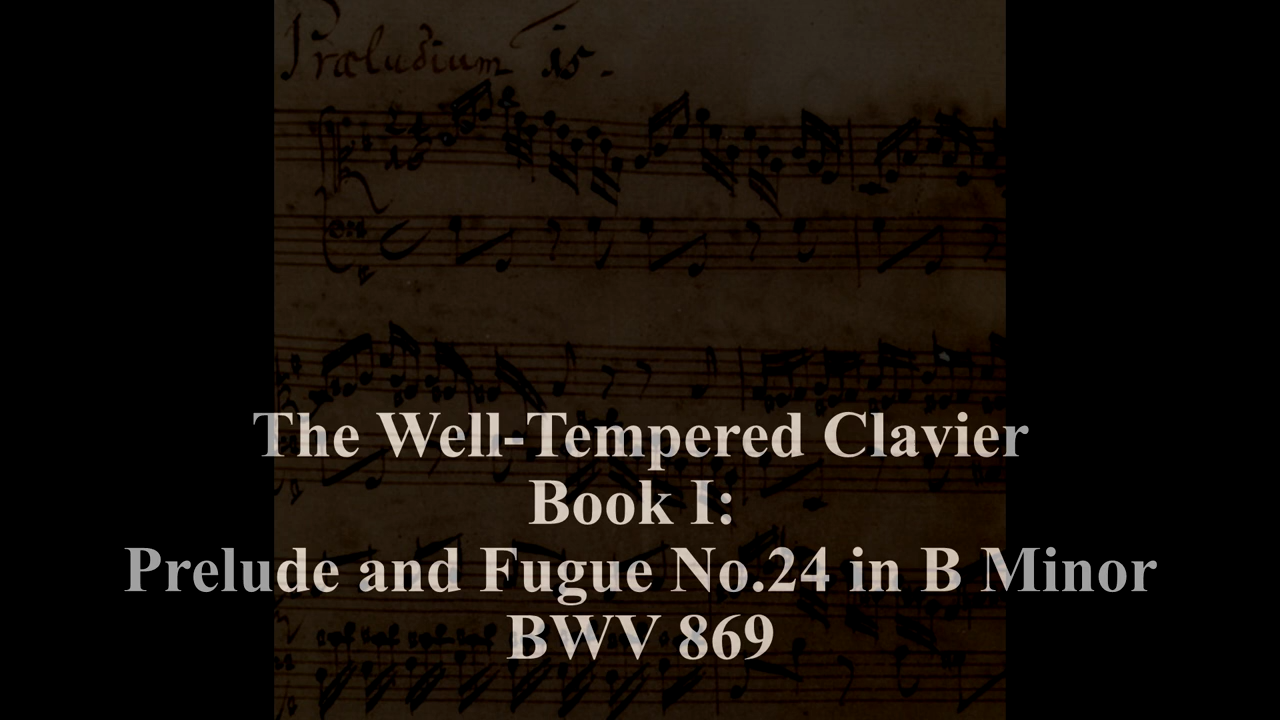 Præludium 15.
The Well-Tempered Clavier
Book I:
Prelude and Fugue No.24 in B Minor
BWV 869